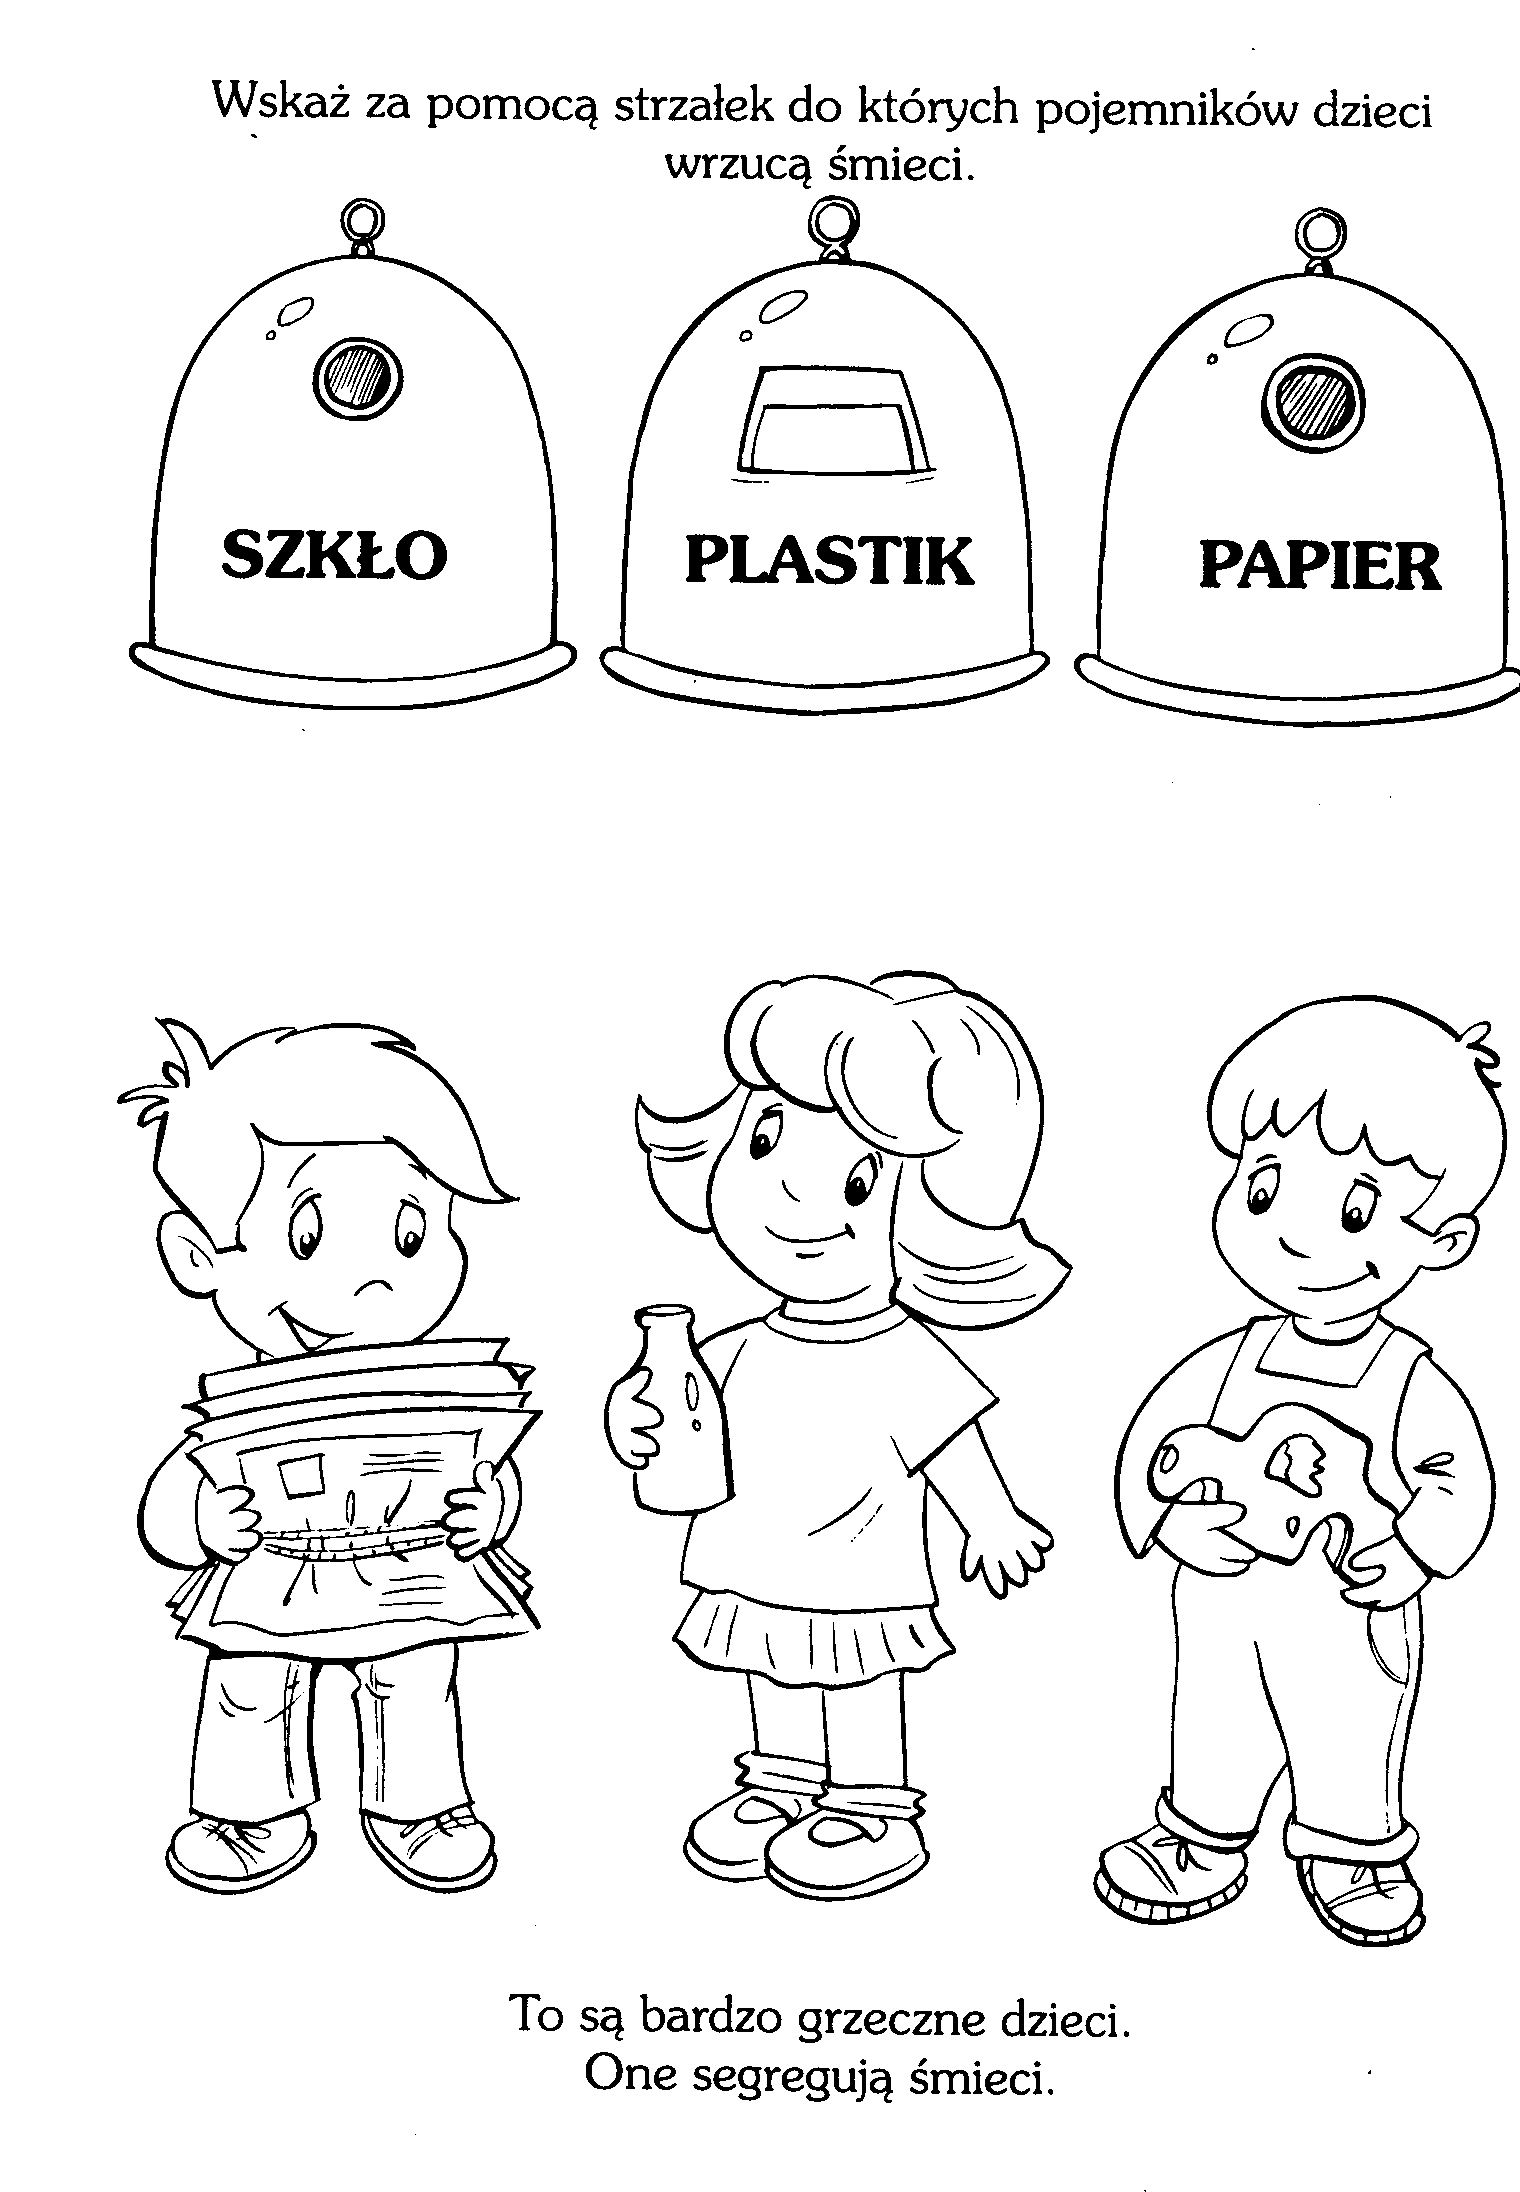 Wskaż za pomocą strzałek do których pojemników dzieci
wrzucą śmieci.
SZKŁO
PLASTIK
PAPIER
To są bardzo grzeczne dzieci.
One segregują śmieci.